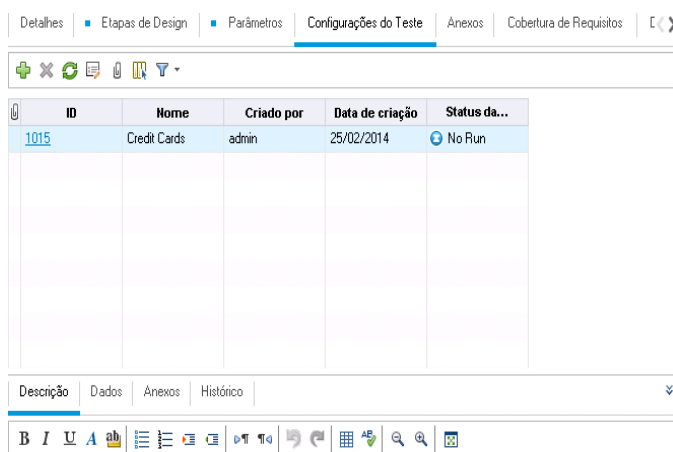 Detalhes Etapas de Design Parâmetros Configurações do Teste Anexos Cobertura de Requisitos
ID Nome Criado por Data de criação Status da...
1015 Credit Cards admin 25/02/2014 No Run
Descrição Dados Anexos Histórico
B I U A ab